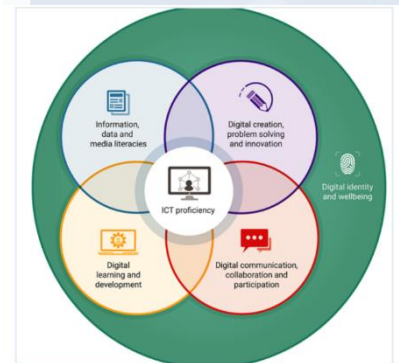 Information,
data and
media literacies
Digital creation,
problem solving
and innovation
ICT proficiency
Digital identity
and wellbeing
Digital
learning and
development
Digital communication,
collaboration and
participation